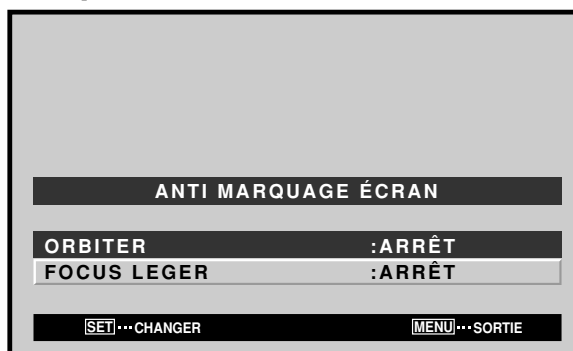 ANTI MARQUAGE ÉCRAN
ORBITER :ARRÊT
FOCUS LEGER :ARRÊT
SET···CHANGER MENU···SORTIE